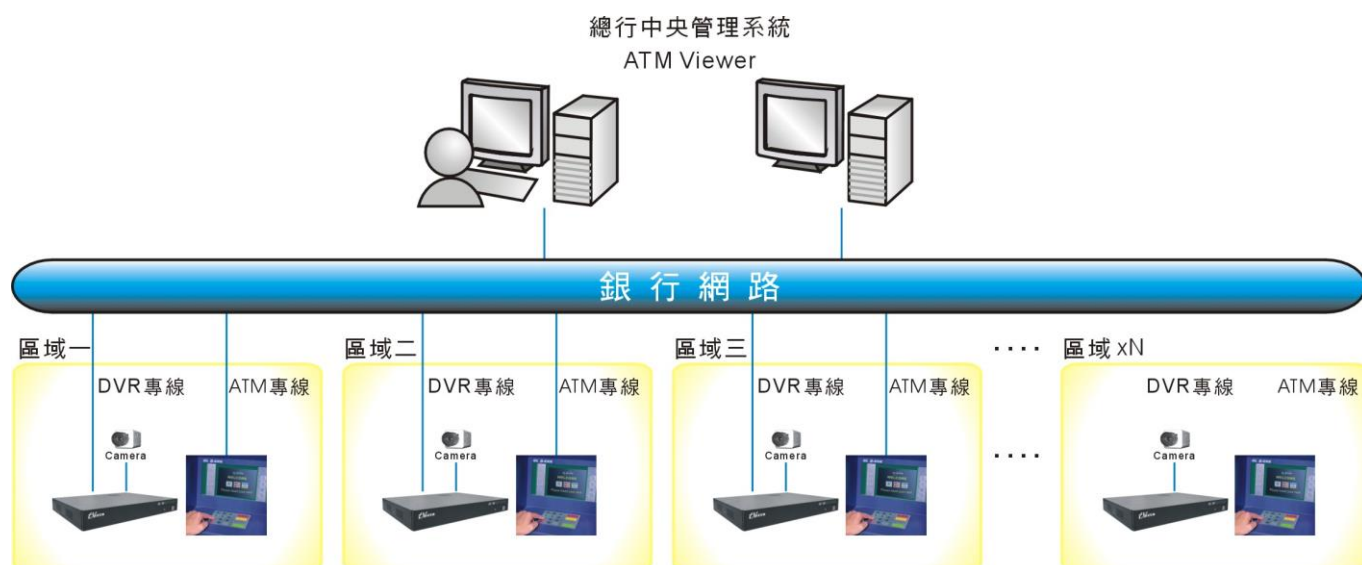 總行中央管理系統
ATM Viewer
銀行網路
區域一
區域二
區域三
‥‥
區域 xN
DVR專線
ATM專線
DVR專線
ATM專線
DVR專線
ATM專線
DVR專線
ATM專線
Camera
Camera
Camera
Camera
‥‥